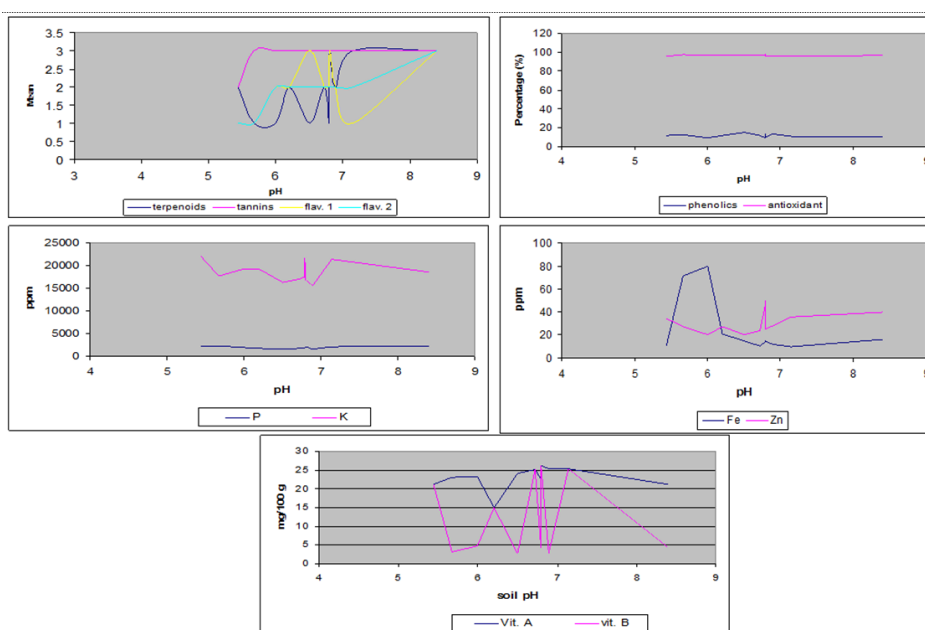 3.5
3
2.5
2
1.5
1
0.5
0
Mean
3 4 5 6 7 8 9
pH
terpenoids tannins flav. 1 flav. 2
120
100
80
60
40
20
0
Percentage (%)
4 5 6 7 8 9
pH
phenolics antioxidant
25000
20000
15000
10000
5000
0
ppm
4 5 6 7 8 9
pH
P K
100
80
60
40
20
0
ppm
4 5 6 7 8 9
pH
Fe Zn
30
25
20
15
10
5
0
mg/100 g
4 5 6 7 8 9
soil pH
Vit. A vit. B